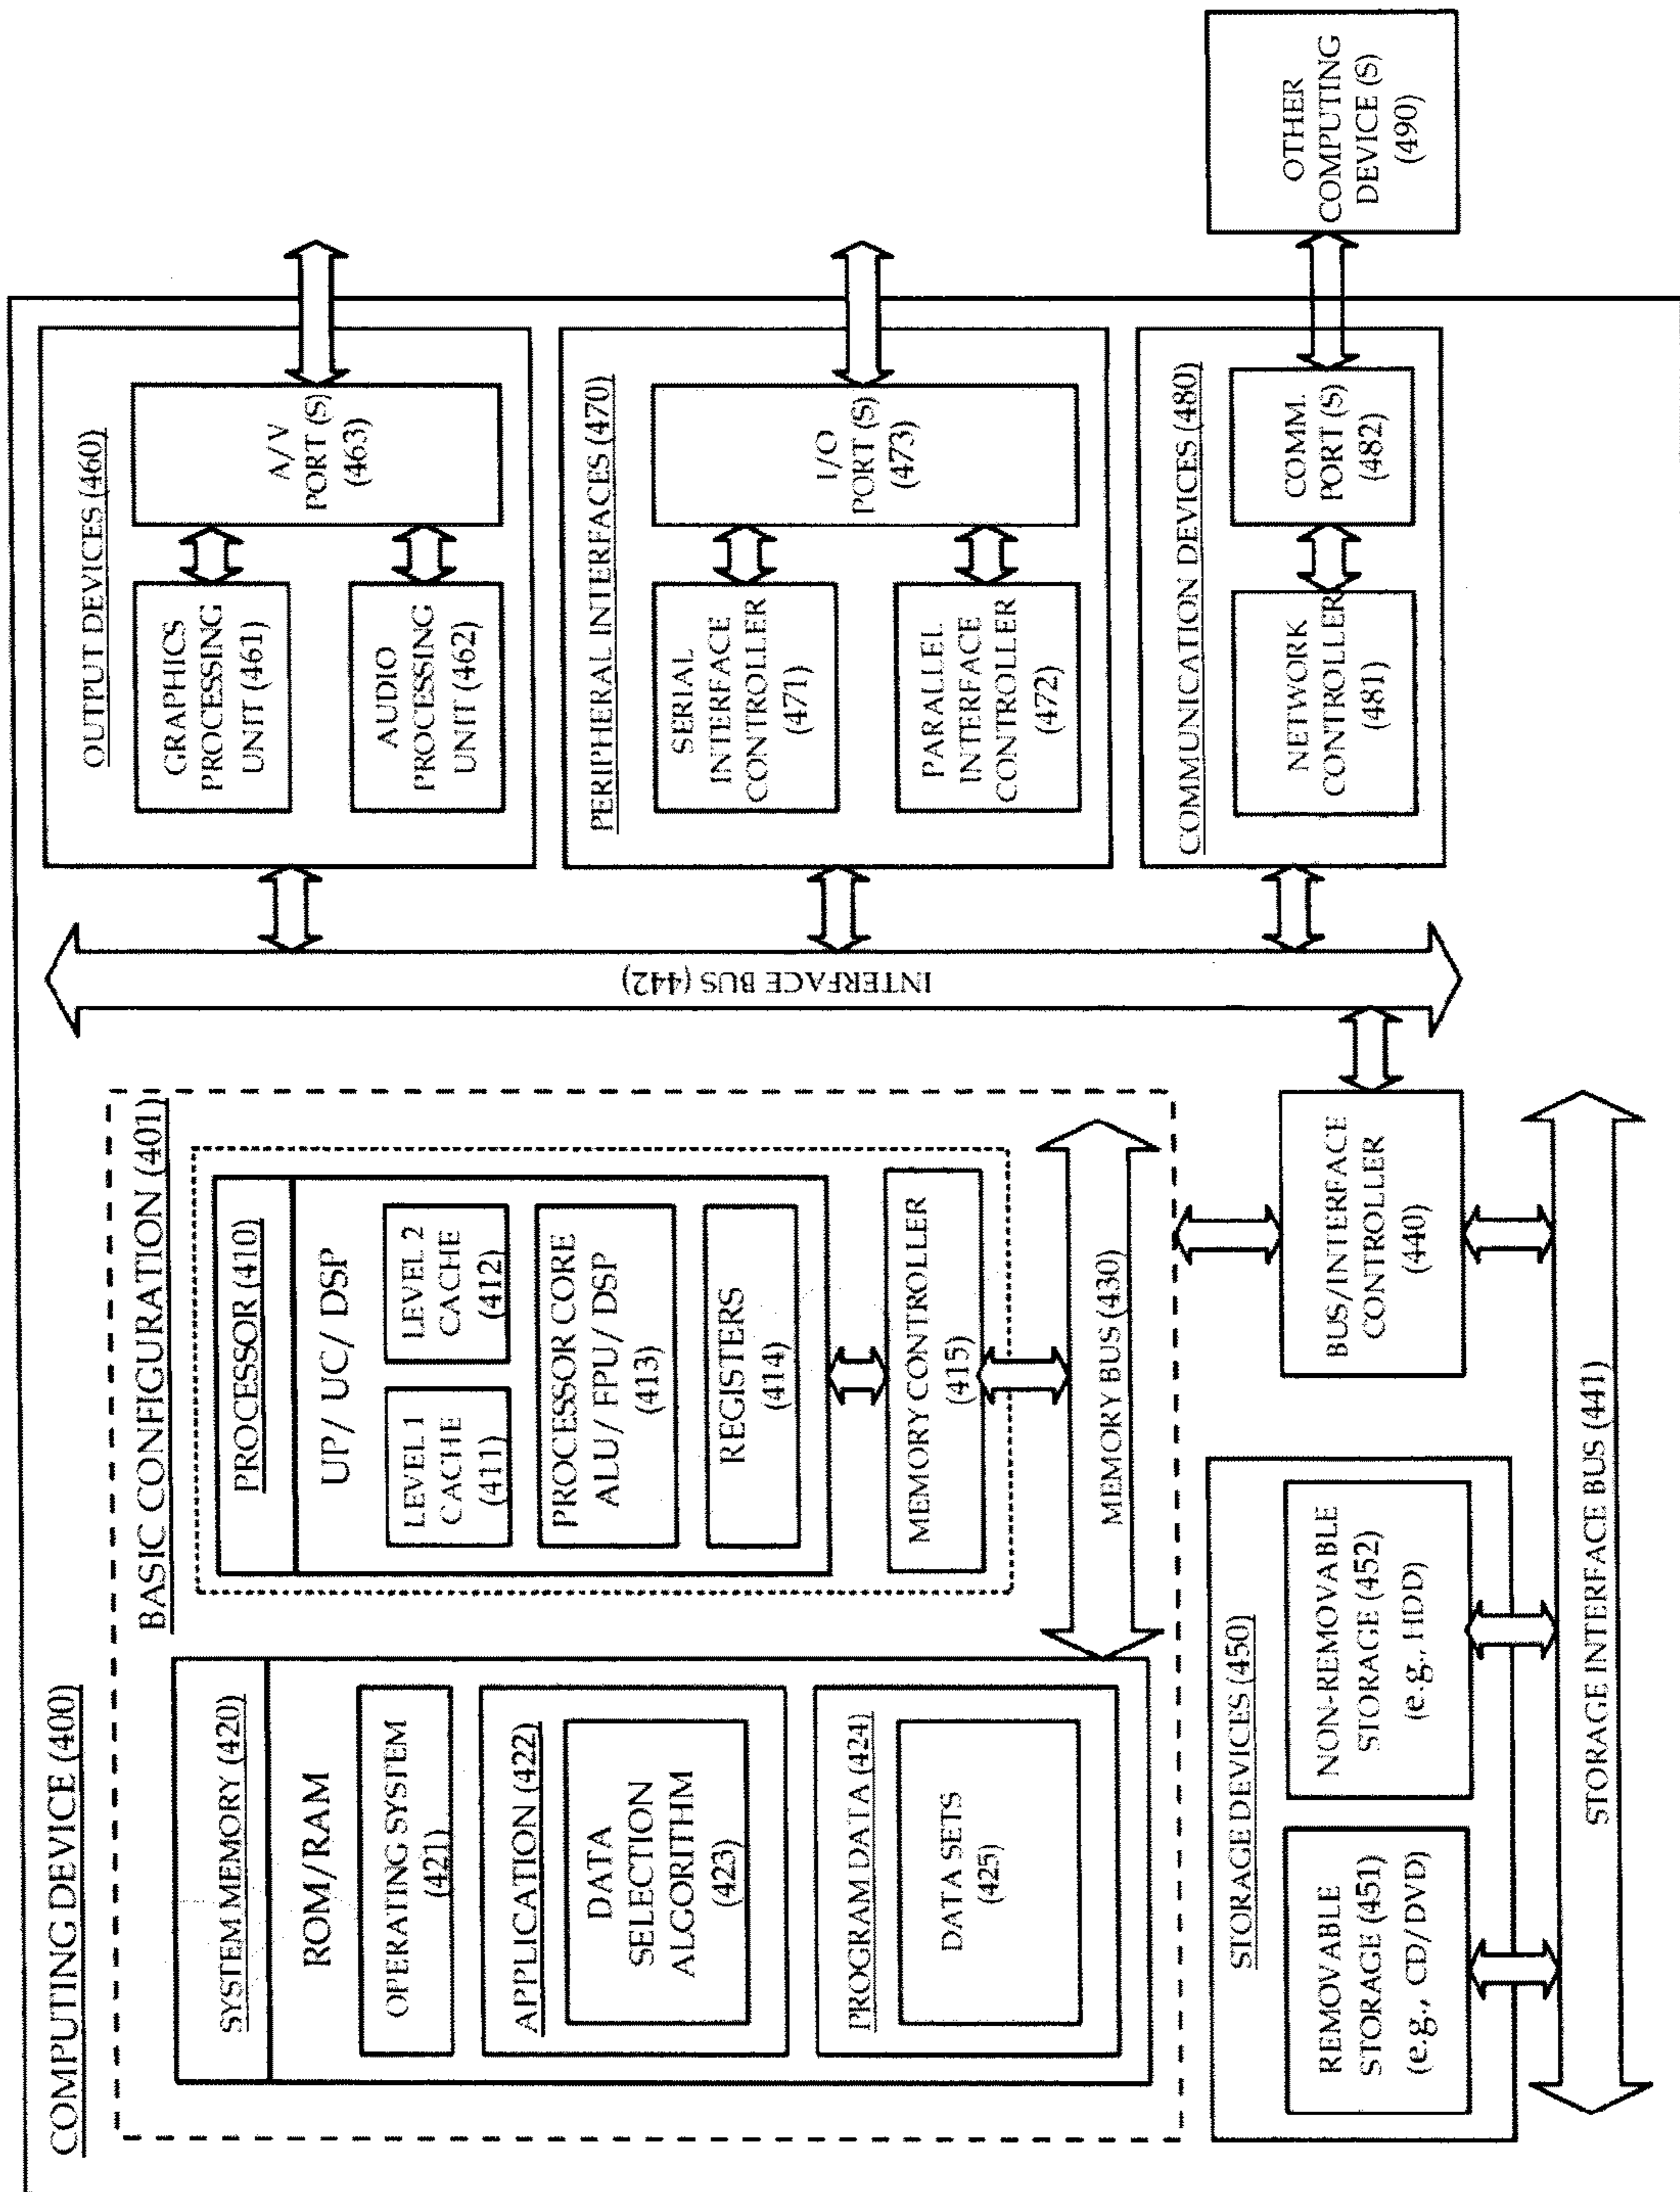 COMPUTING DEVICE (400)
BASIC CONFIGURATION (401)
SYSTEM MEMORY (420)
ROM/RAM
OPERATING SYSTEM
(421)
APPLICATION (422)
DATA
SELECTION
ALGORITHM
(423)
PROGRAM DATA (424)
DATA SETS
(425)
PROCESSOR (410)
UP/ UC/ DSP
LEVEL 1
CACHE
(411)
LEVEL 2
CACHE
(412)
PROCESSOR CORE
ALU/ FPU/ DSP
(413)
REGISTERS
(414)
MEMORY CONTROLLER
(415)
MEMORY BUS (430)
BUS/INTERFACE
CONTROLLER
(440)
STORAGE DEVICES (450)
REMOVABLE
STORAGE (451)
(e.g., CD/DVD)
NON-REMOVABLE
STORAGE (452)
(e.g., HDD)
STORAGE INTERFACE BUS (441)
INTERFACE BUS (442)
OUTPUT DEVICES (460)
GRAPHICS
PROCESSING
UNIT (461)
AUDIO
PROCESSING
UNIT (462)
A/V
PORT (S)
(463)
PERIPHERAL INTERFACES (470)
SERIAL
INTERFACE
CONTROLLER
(471)
PARALLEL
INTERFACE
CONTROLLER
(472)
I/O
PORT (S)
(473)
COMMUNICATION DEVICES (480)
NETWORK
CONTROLLER
(481)
COMM.
PORT (S)
(482)
OTHER
COMPUTING
DEVICE (S)
(490)